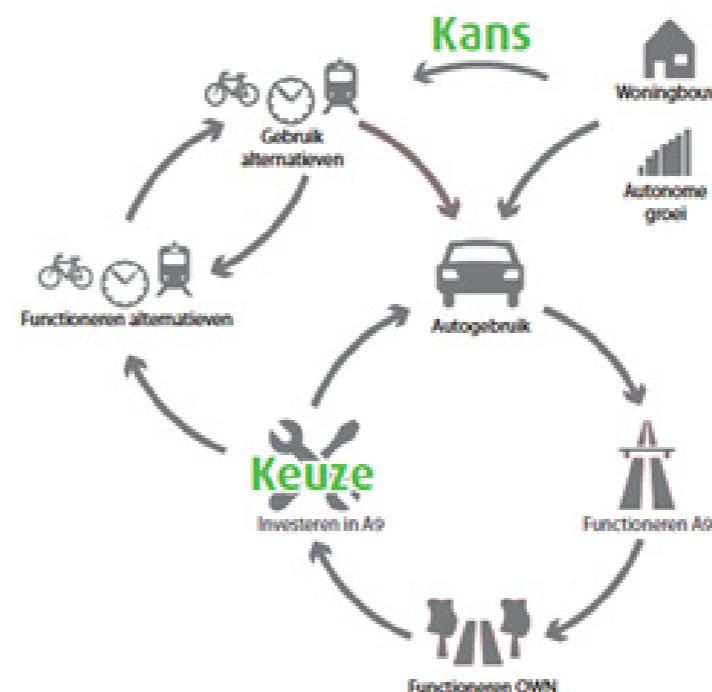 Kans
Woningbouw
Gebruik
alternatieven
Autonome
groei
Functioneren alternatieven
Autogebruik
Keuze
Investeren in A9
Functioneren A9
Functioneren OWN